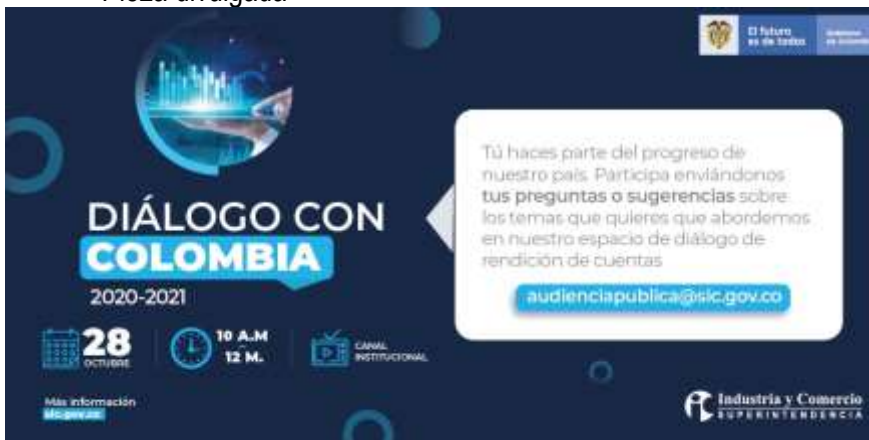 El futuro
es de todos
Gobierno
de Colombia
DIÁLOGO CON
COLOMBIA
2020-2021
28
OCTUBRE
10 A.M
12 M.
CANAL
INSTITUCIONAL
Más información
sic.gov.co
Tú haces parte del progreso de
nuestro país. Participa enviándonos
tus preguntas o sugerencias sobre
los temas que quieres que abordemos
en nuestro espacio de diálogo de
rendición de cuentas
audienciapublica@sic.gov.co
Industria y Comercio
SUPERINTENDENCIA